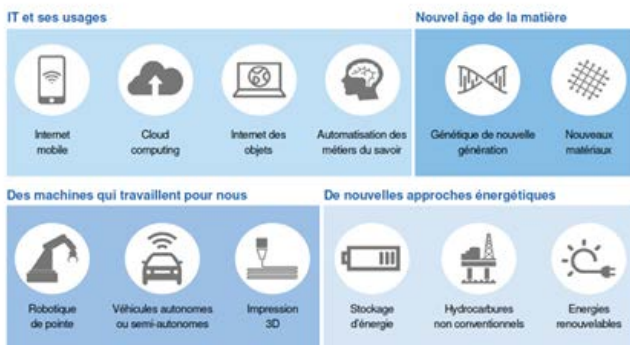 IT et ses usages
Internet
mobile
Cloud
computing
Internet des
objets
Automatisation des
métiers du savoir
Nouvel âge de la matière
Génétique de nouvelle
génération
Nouveaux
matériaux
Des machines qui travaillent pour nous
Robotique
de pointe
Véhicules autonomes
ou semi-autonomes
Impression
3D
De nouvelles approches énergétiques
Stockage
d'énergie
Hydrocarbures
non conventionnels
Energies
renouvelables